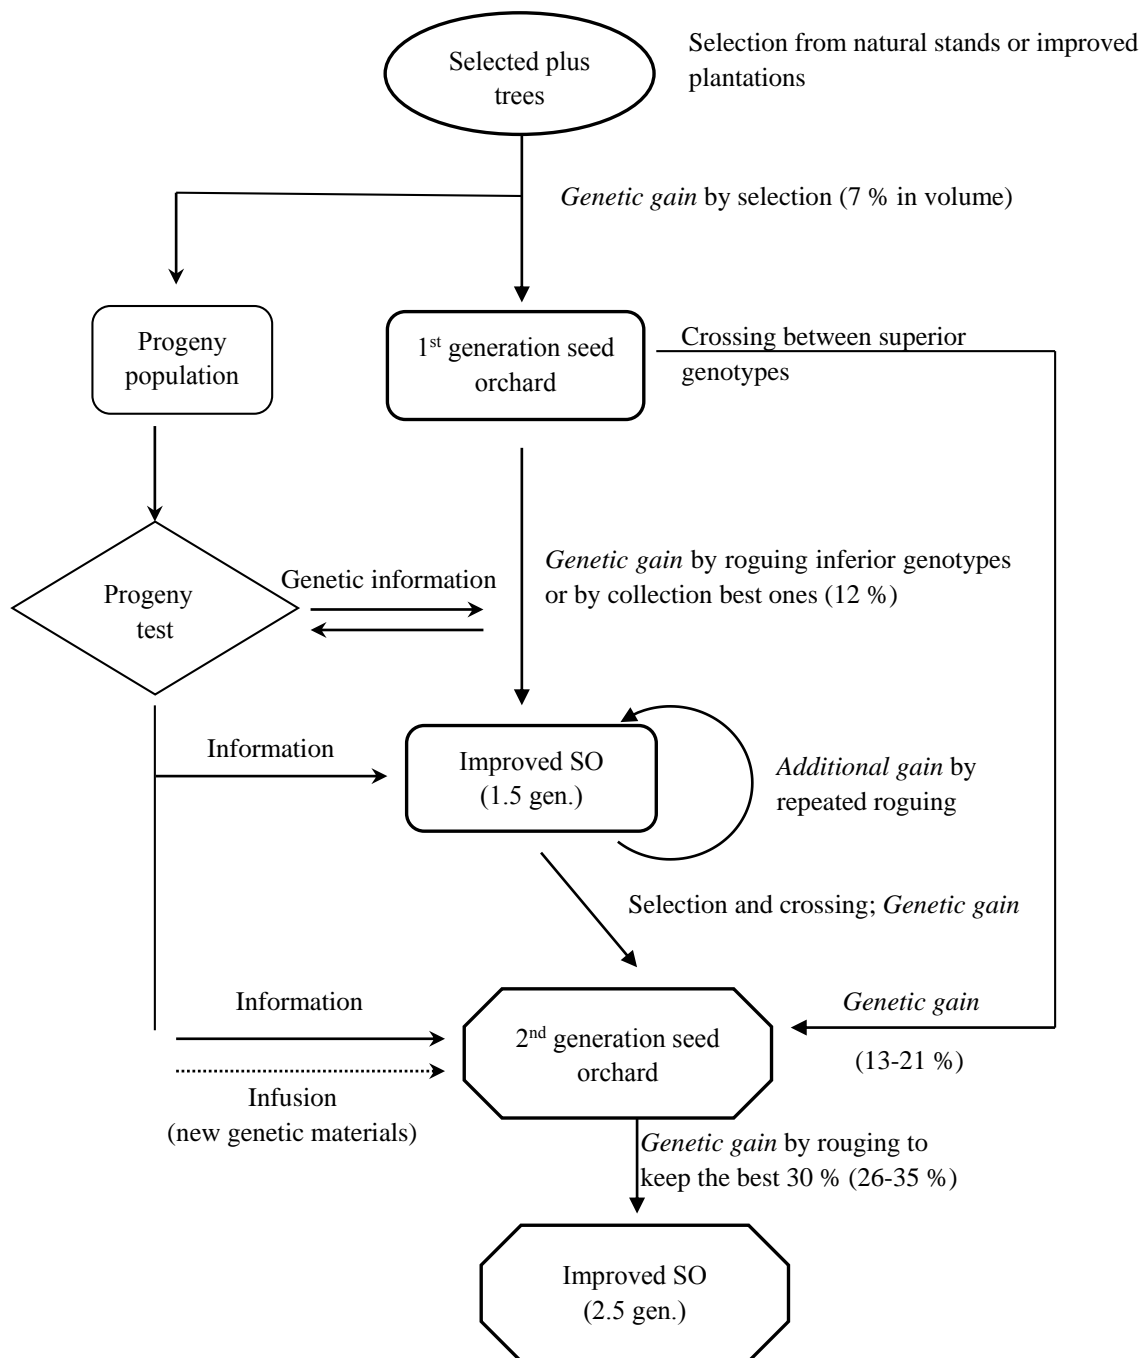 Selected plus
trees
Selection from natural stands or improved
plantations
Genetic gain by selection (7 % in volume)
Progeny
population
1st generation seed
orchard
Crossing between superior
genotypes
Genetic gain by roguing inferior genotypes
or by collection best ones (12 %)
Genetic information
Progeny
test
Information
Improved SO
(1.5 gen.)
Additional gain by
repeated roguing
Selection and crossing; Genetic gain
Information
2nd generation seed
orchard
Genetic gain
(13-21 %)
Infusion
(new genetic materials)
Genetic gain by rouging to
keep the best 30 % (26-35 %)
Improved SO
(2.5 gen.)